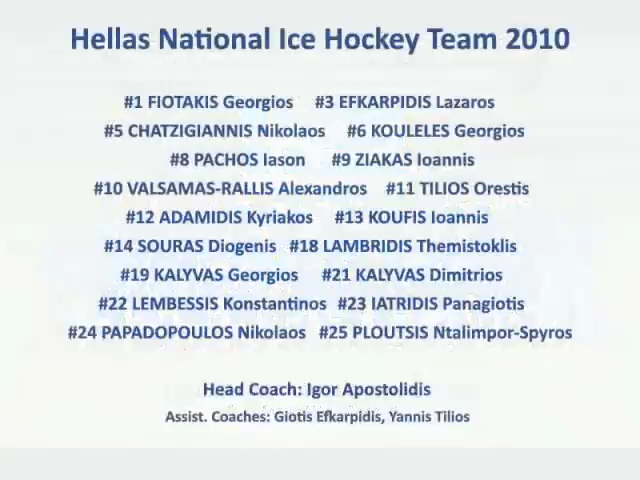 Hellas National Ice Hockey Team 2010
#1 FIOTAKIS Georgios #3 EFKARPIDIS Lazaros
#5 CHATZIGIANNIS Nikolaos #6 KOULELES Georgios
#8 PACHOS Iason #9 ZIAKAS Ioannis
#10 VALSAMAS-RALLIS Alexandros #11 TILIOS Orestis
#12 ADAMIDIS Kyriakos #13 KOUFIS Ioannis
#14 SOURAS Diogenis #18 LAMBRIDIS Themistoklis
#19 KALYVAS Georgios #21 KALYVAS Dimitrios
#22 LEMBESSIS Konstantinos #23 IATRIDIS Panagiotis
#24 PAPADOPOULOS Nikolaos #25 PLOUTSIS Ntalimpor-Spyros
Head Coach: Igor Apostolidis
Assist. Coaches: Giotis Efkarpidis, Yannis Tilios